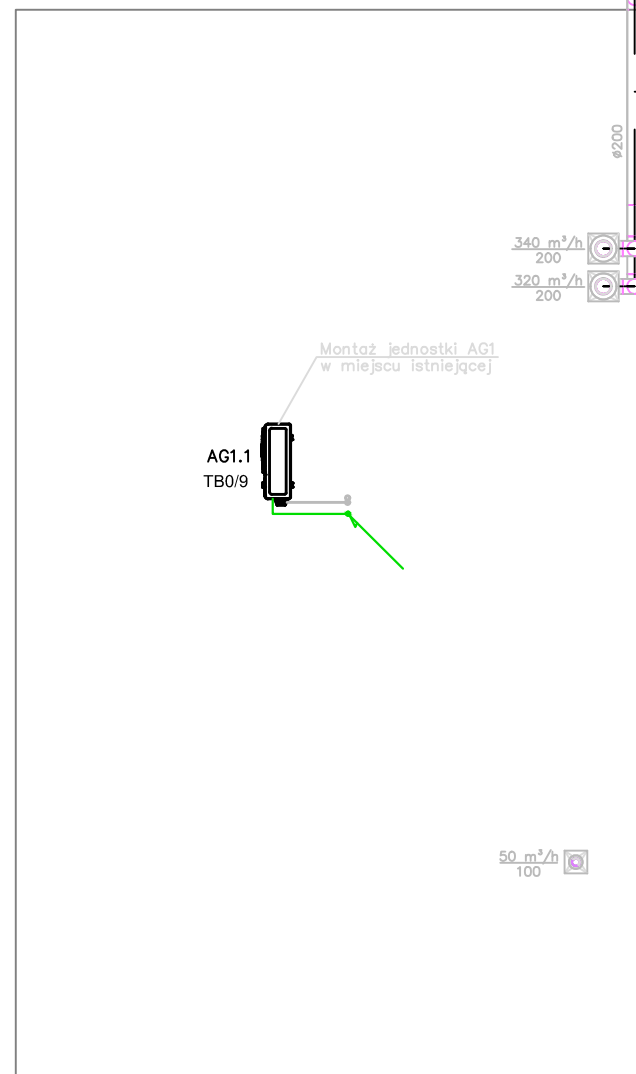 ø200
340 m³/h
200
320 m³/h
200
Montaż jednostki AG1
w miejscu istniejącej
AG1.1
TB0/9
50 m³/h
100